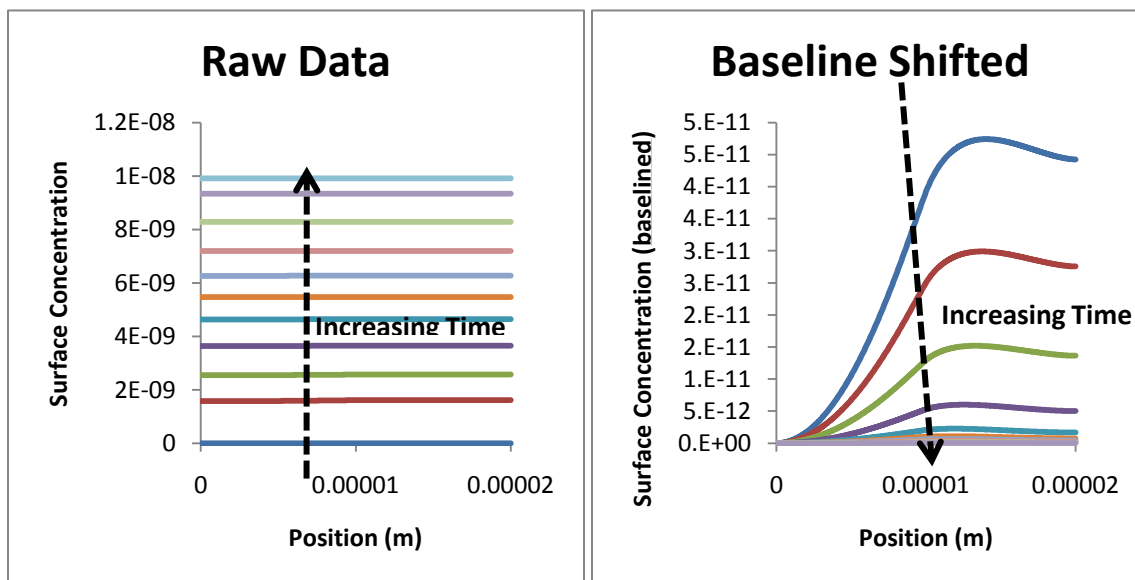 Raw Data
1.2E-08
1E-08
8E-09
6E-09
4E-09
2E-09
0
Surface Concentration
Increasing Time
0 0.00001 0.00002
Position (m)
Baseline Shifted
5.E-11
5.E-11
4.E-11
4.E-11
3.E-11
3.E-11
2.E-11
2.E-11
1.E-11
5.E-12
0.E+00
Surface Concentration (baselined)
Increasing Time
0 0.00001 0.00002
Position (m)